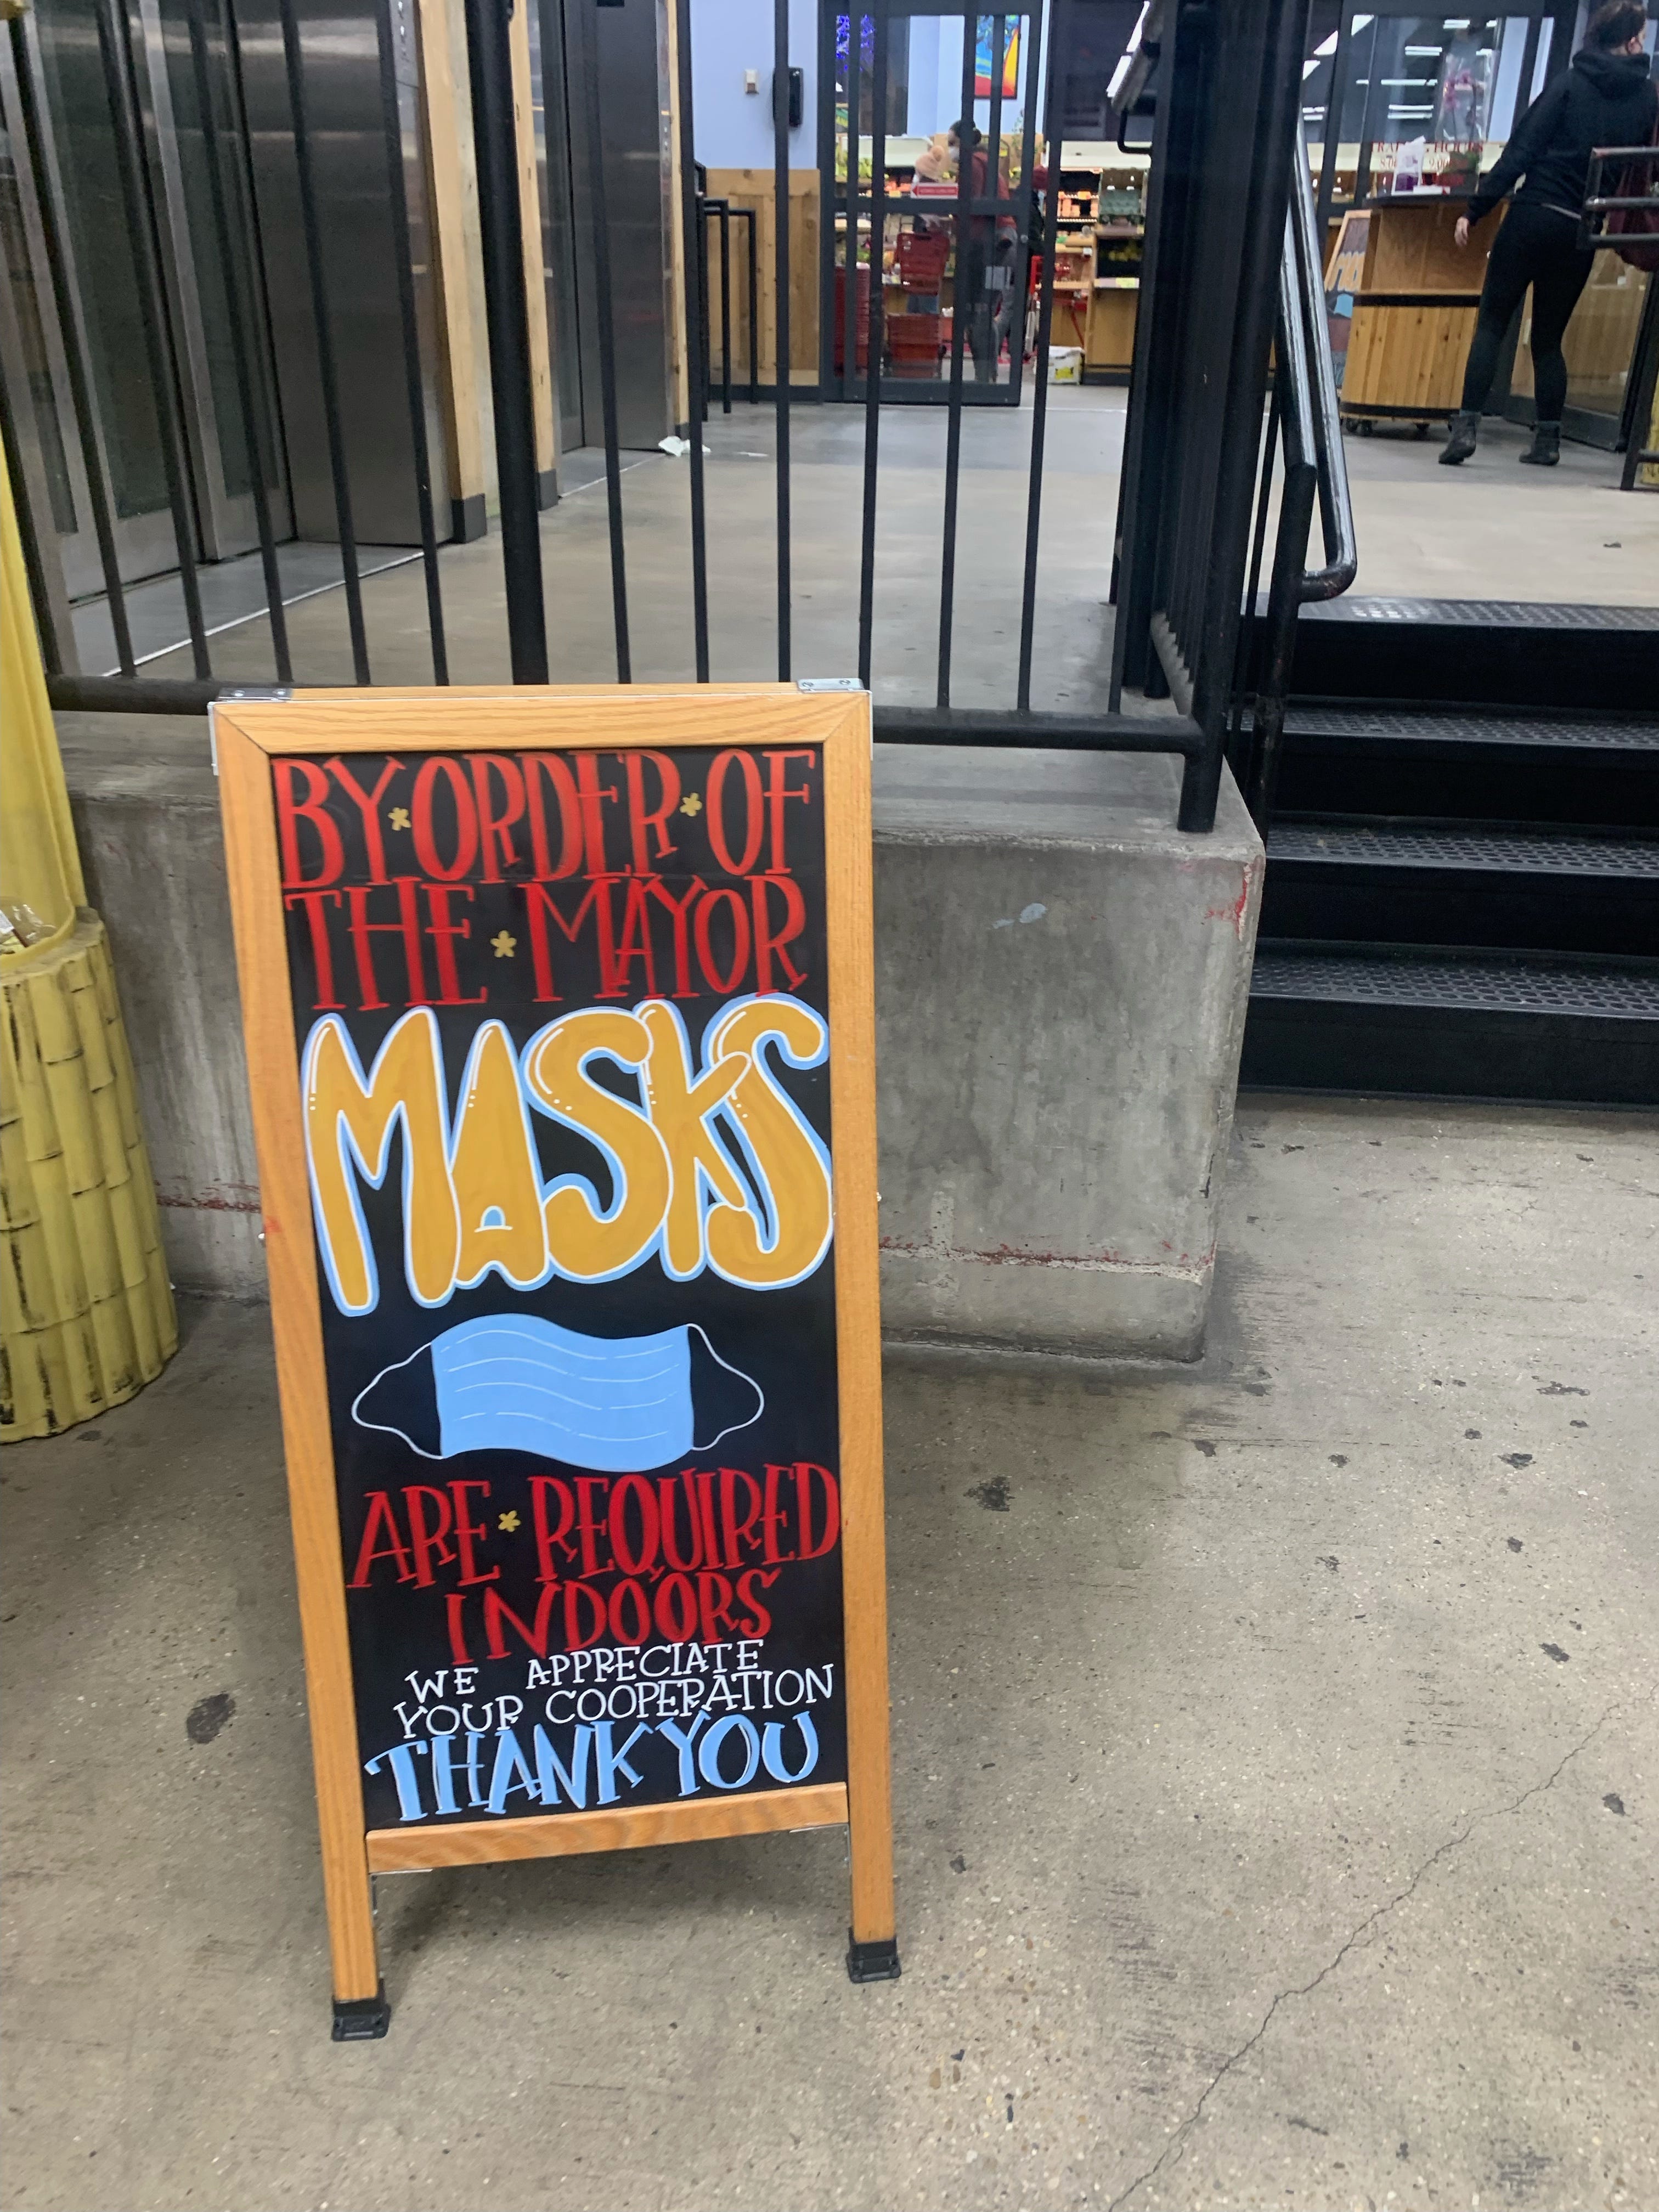 BY ORDER OF
THE MAYOR
MASKS
ARE REQUIRED
INDOORS
WE APPRECIATE
YOUR COOPERATION
THANK YOU